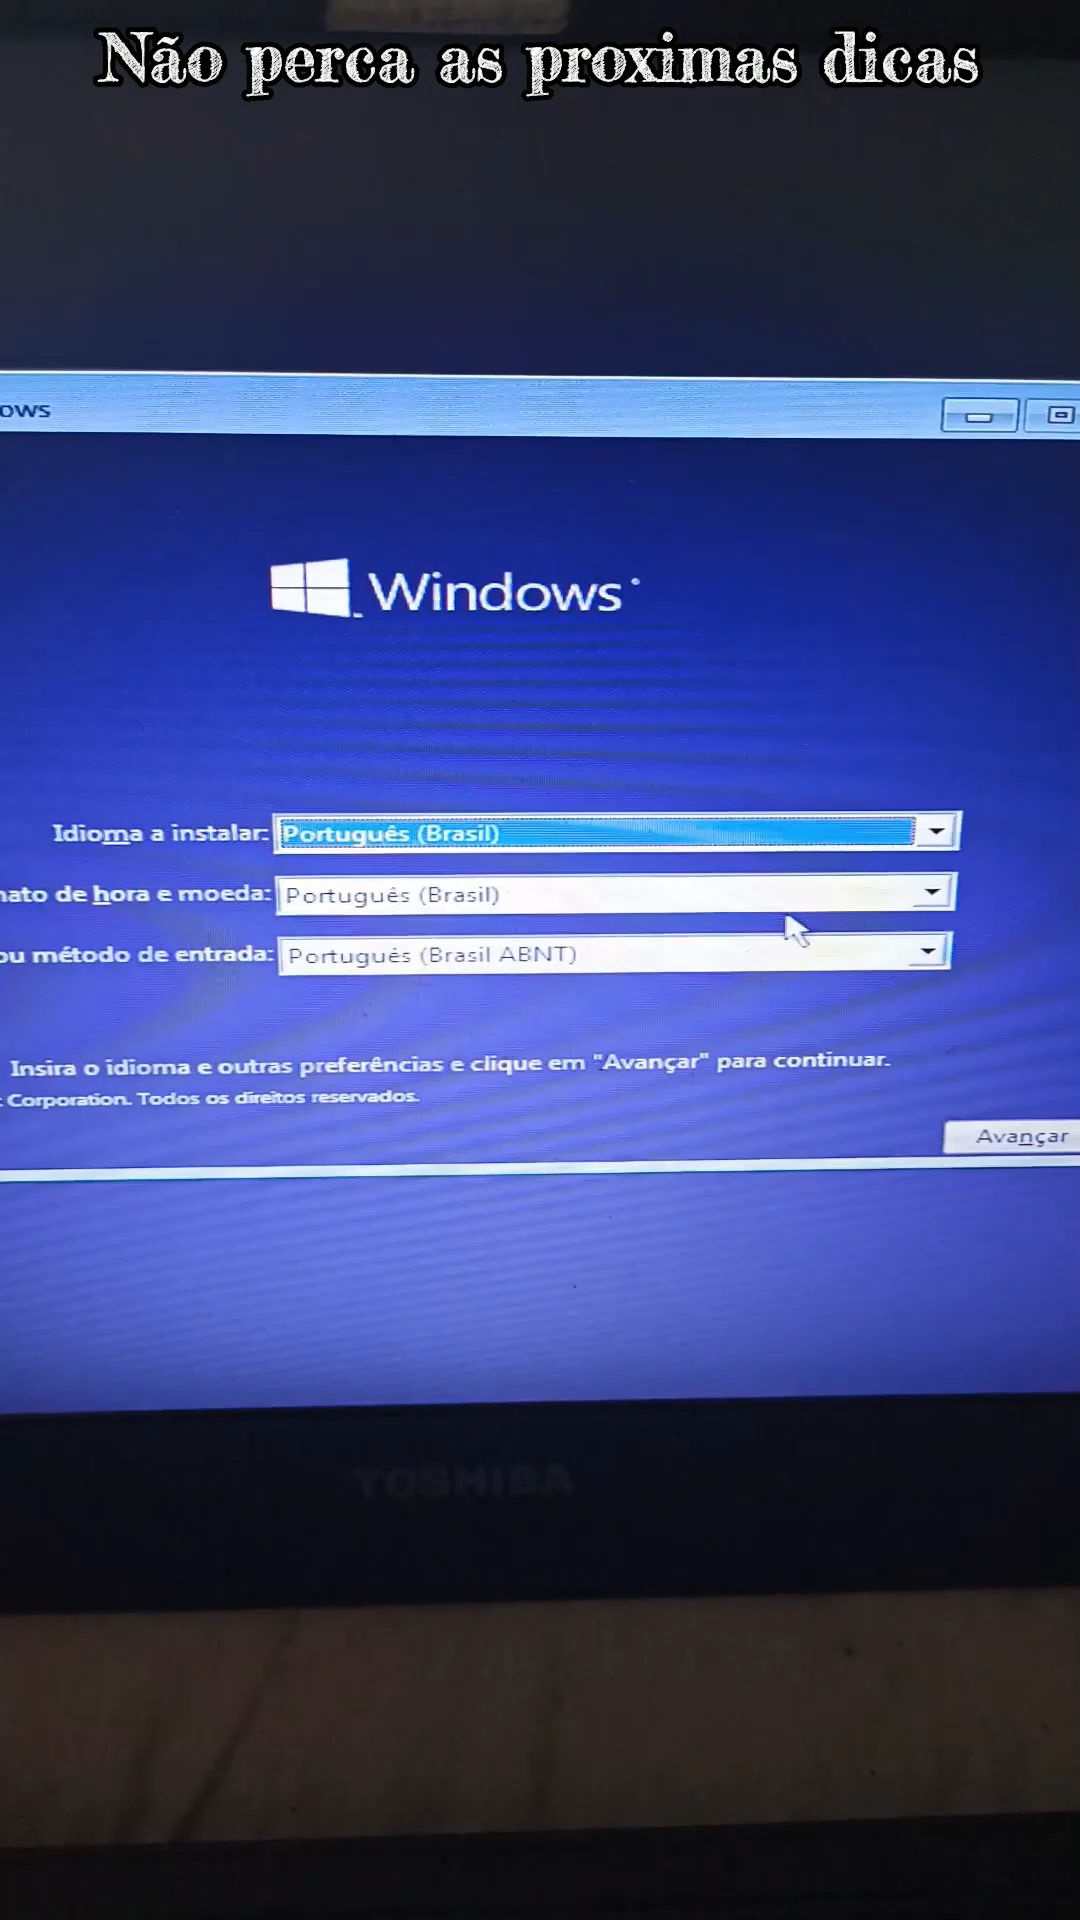 Não perca as proximas dicas
ows
Windows
Idioma a instalar: Português (Brasil)
mato de hora e moeda: Português (Brasil)
ou método de entrada: Português (Brasil ABNT)
Insira o idioma e outras preferências e clique em "Avançar" para continuar.
Corporation. Todos os direitos reservados.
Avançar
TOSHIBA